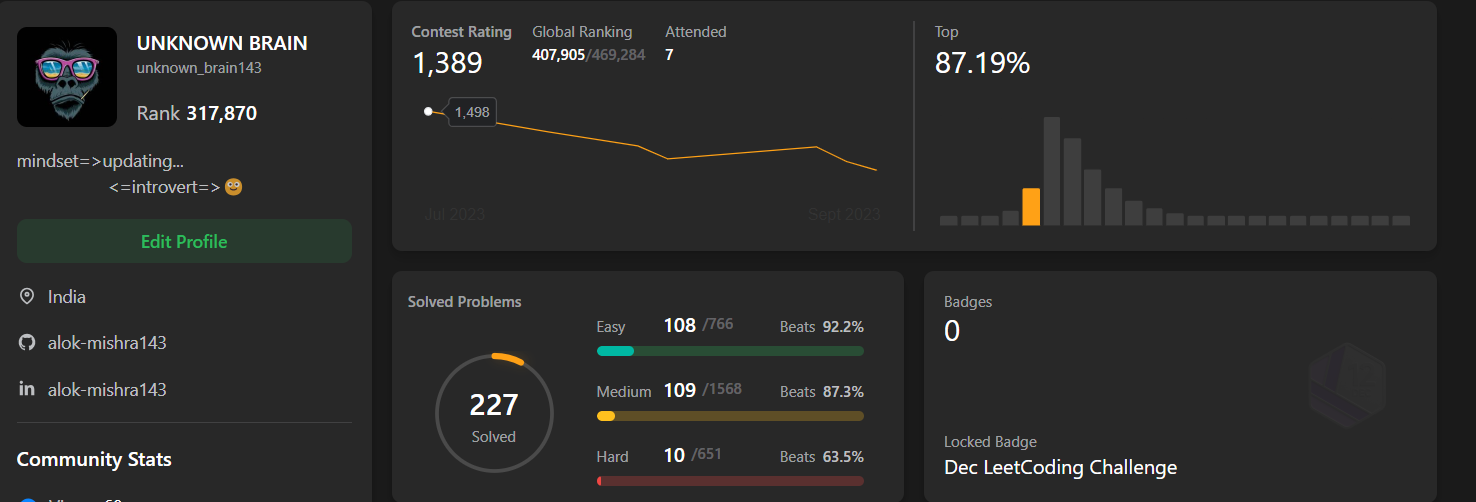 UNKNOWN BRAIN
unknown_brain143
Rank 317,870
mindset=>updating...
<=introvert=>
Edit Profile
India
alok-mishra143
alok-mishra143
Community Stats
Contest Rating
1,389
Global Ranking
407,905/469,284
Attended
7
1,498
Jul 2023
Sept 2023
Top
87.19%
Solved Problems
227
Solved
Easy 108 /766 Beats 92.2%
Medium 109 /1568 Beats 87.3%
Hard 10 /651 Beats 63.5%
Badges
0
Locked Badge
Dec LeetCoding Challenge